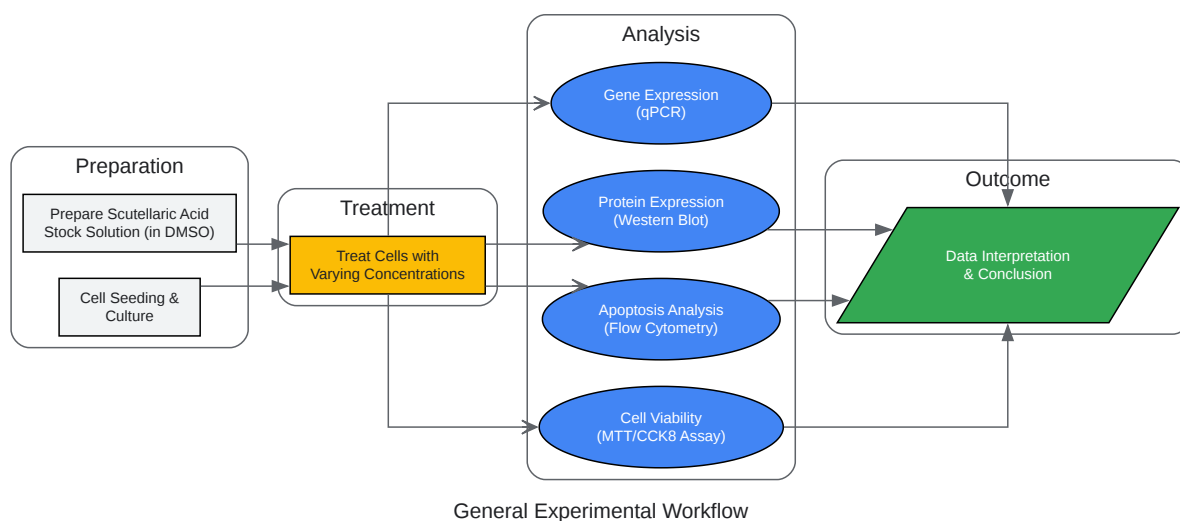 Preparation
Prepare Scutellaric Acid
Stock Solution (in DMSO)
Cell Seeding &
Culture
Treatment
Treat Cells with
Varying Concentrations
Analysis
Gene Expression
(qPCR)
Protein Expression
(Western Blot)
Apoptosis Analysis
(Flow Cytometry)
Cell Viability
(MTT/CCK8 Assay)
Outcome
Data Interpretation
& Conclusion
General Experimental Workflow